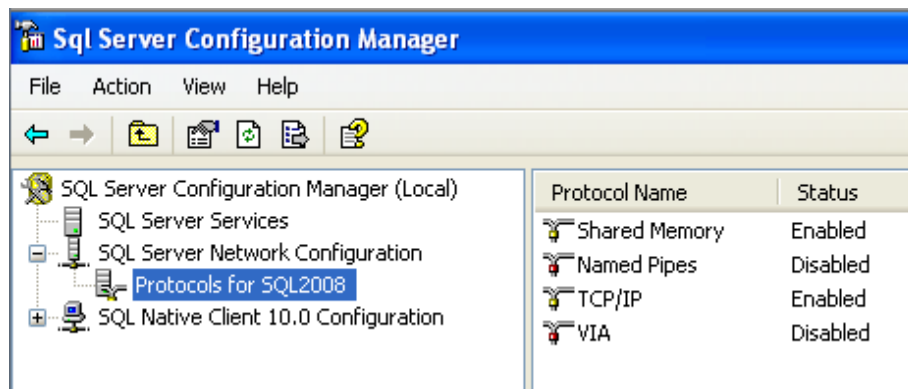 Sql Server Configuration Manager
File Action View Help
SQL Server Configuration Manager (Local)
SQL Server Services
SQL Server Network Configuration
Protocols for SQL2008
SQL Native Client 10.0 Configuration
Protocol Name Status
Shared Memory Enabled
Named Pipes Disabled
TCP/IP Enabled
VIA Disabled